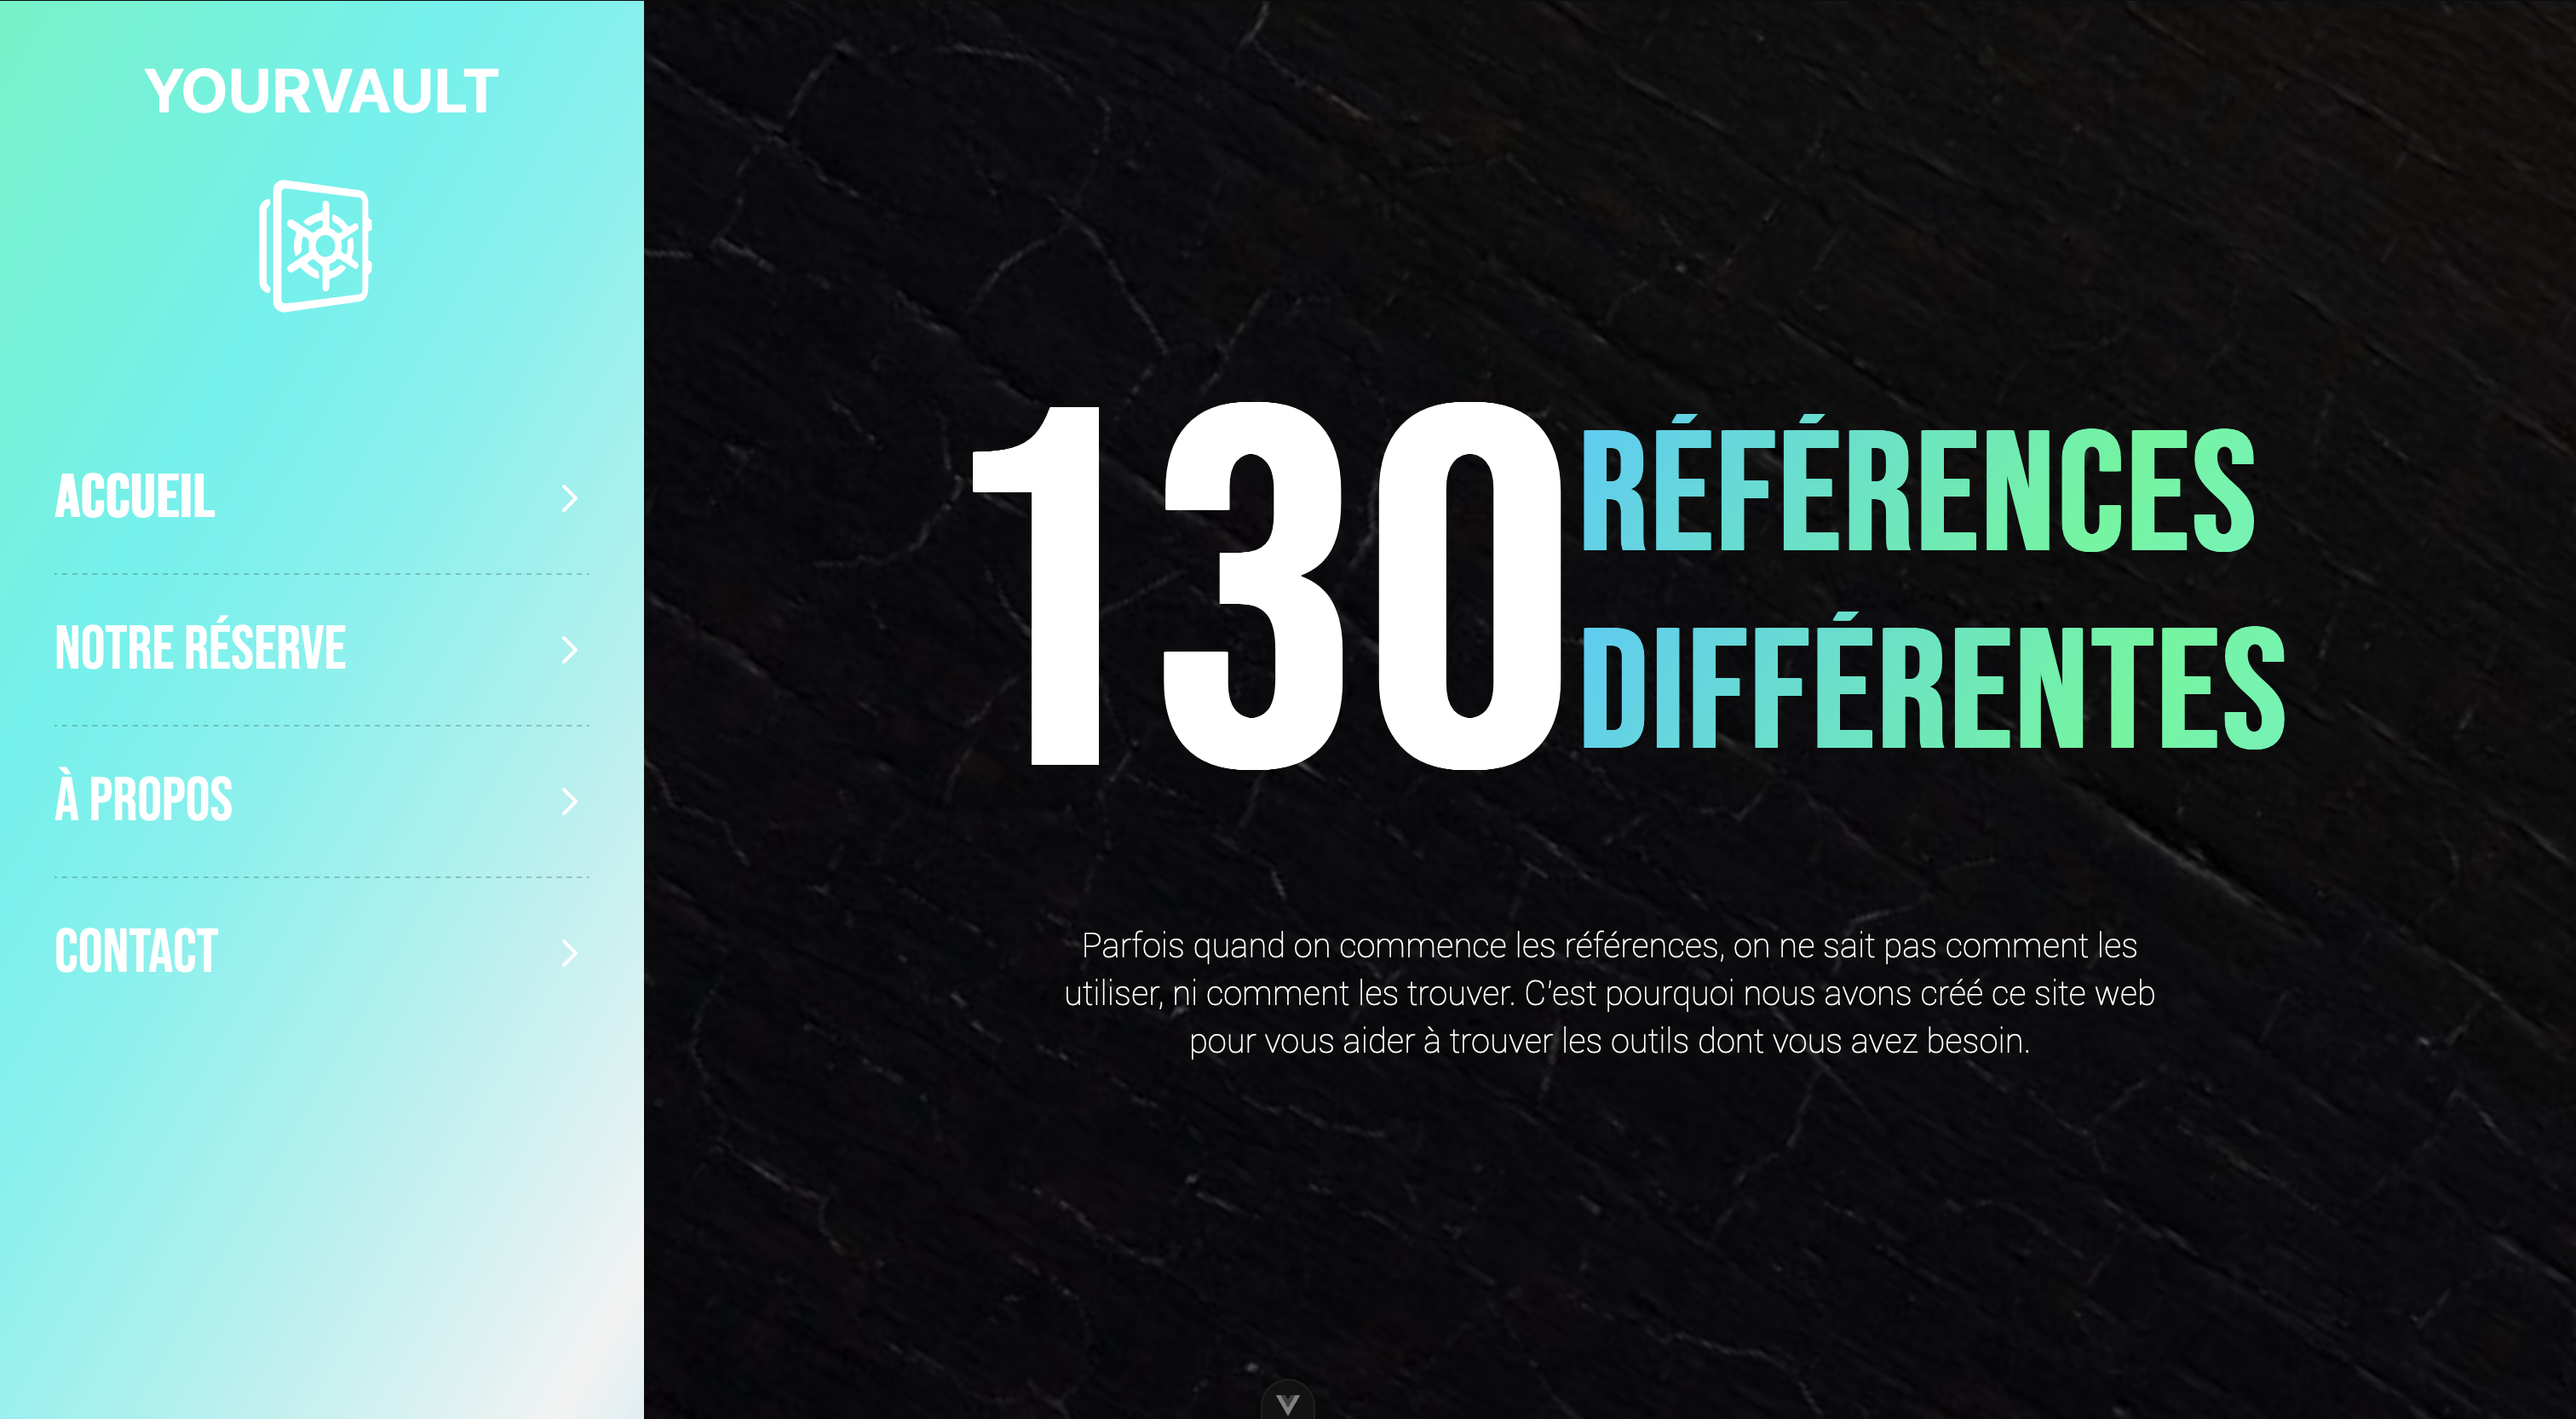 YOURVAULT
ACCUEIL
NOTRE RÉSERVE
À PROPOS
CONTACT
130
RÉFÉRENCES
DIFFÉRENTES
Parfois quand on commence les références, on ne sait pas comment les
utiliser, ni comment les trouver. C'est pourquoi nous avons créé ce site web
pour vous aider à trouver les outils dont vous avez besoin.